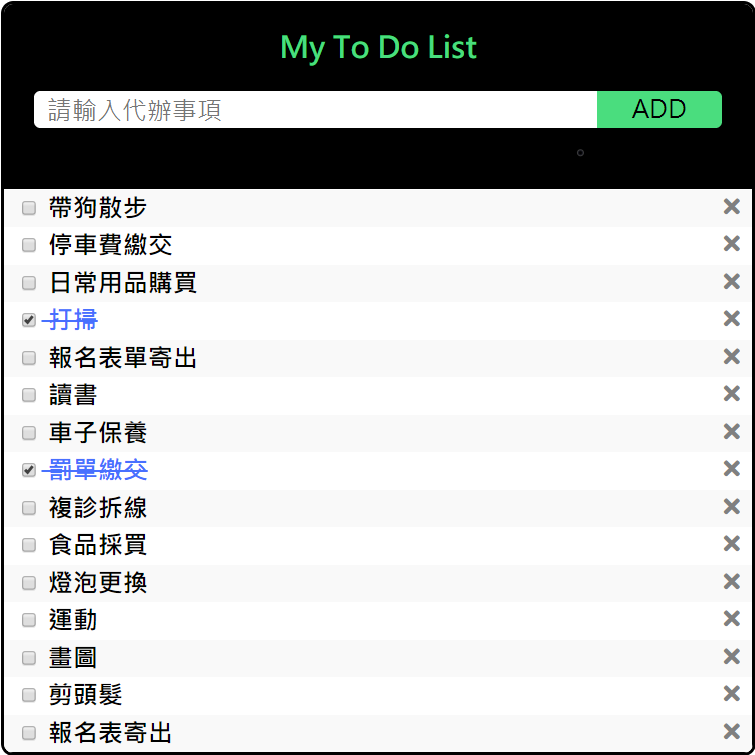 My To Do List
請輸入代辦事項
ADD
帶狗散步
停車費繳交
日常用品購買
打掃
報名表單寄出
讀書
車子保養
罰單繳交
複診拆線
食品採買
燈泡更換
運動
畫圖
剪頭髮
報名表寄出